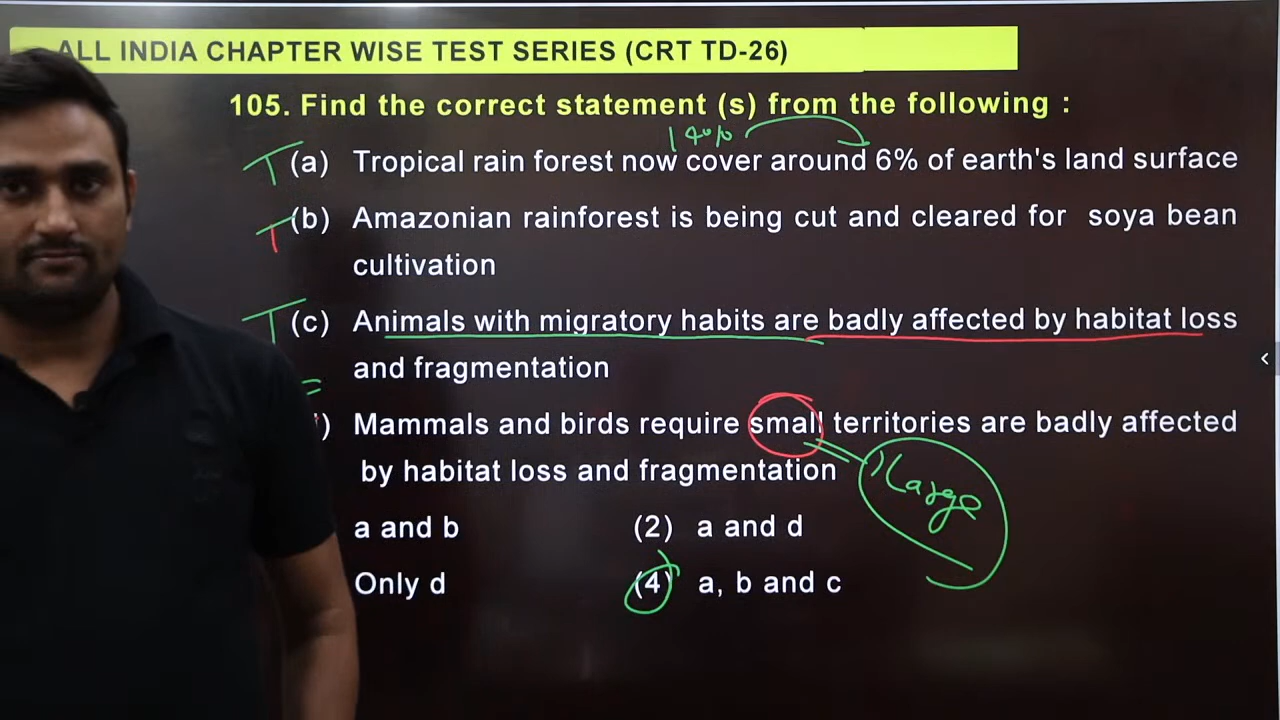 ALL INDIA CHAPTER WISE TEST SERIES (CRT TD-26)
105. Find the correct statement (s) from the following :
14%
T (a) Tropical rain forest now cover around 6% of earth's land surface
T (b) Amazonian rainforest is being cut and cleared for soya bean
cultivation
T (c) Animals with migratory habits are badly affected by habitat loss
and fragmentation
) Mammals and birds require small territories are badly affected
by habitat loss and fragmentation
Large
a and b (2) a and d
Only d (4) a, b and c